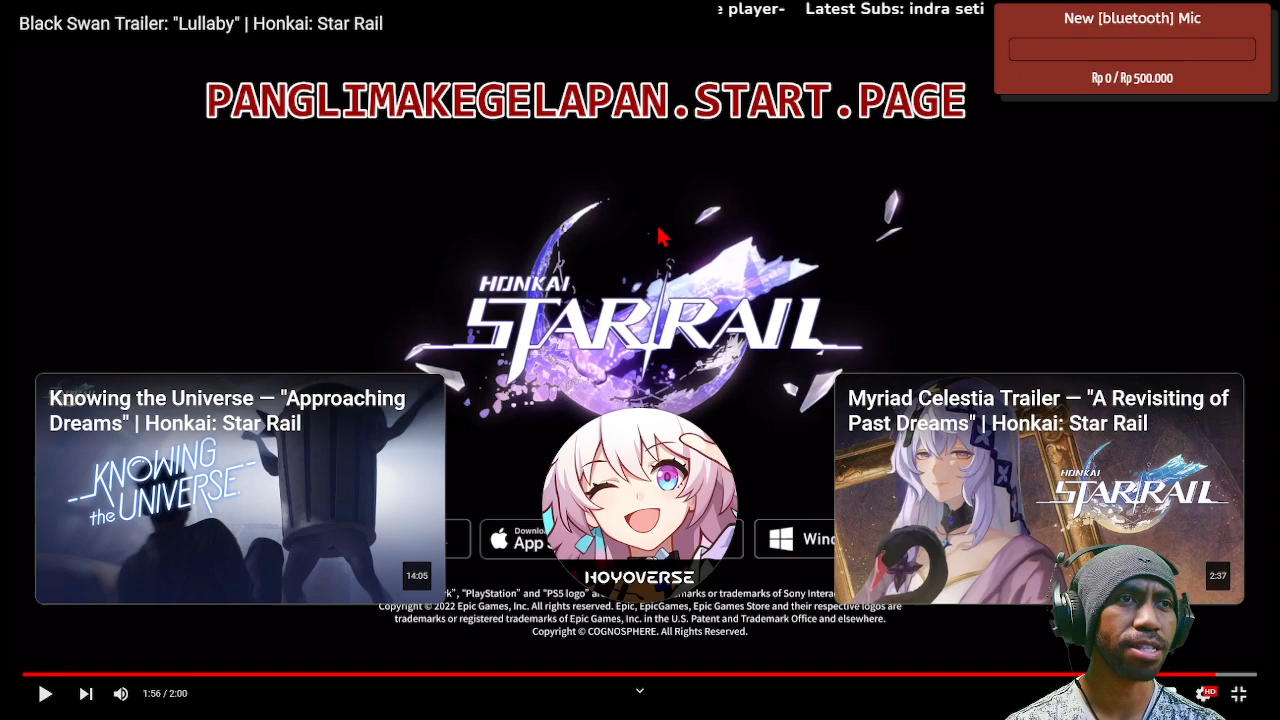 Black Swan Trailer: "Lullaby" | Honkai: Star Rail
e player-
Latest Subs: indra seti
New [bluetooth] Mic
Rp 0 / Rp 500.000
PANGLIMAKEGELAPAN.START.PAGE
HONKAI
STAR RAIL
Knowing the Universe — "Approaching
Dreams" | Honkai: Star Rail
KNOWING
the UNIVERSE
14:05
Myriad Celestia Trailer — "A Revisiting of
Past Dreams" | Honkai: Star Rail
HONKAI
STAR RAIL
2:37
App
HOYOVERSE
"PlayStation" and "PS5 logo"
marks or trademarks of Sony
Copyright © 2022 Epic Games, Inc. All rights reserved. Epic, EpicGames, Epic Games Store and their respective logos are
trademarks or registered trademarks of Epic Games, Inc. in the U.S. Patent and Trademark Office and elsewhere.
Copyright © COGNOSPHERE. All Rights Reserved.
1:56 / 2:00
HD